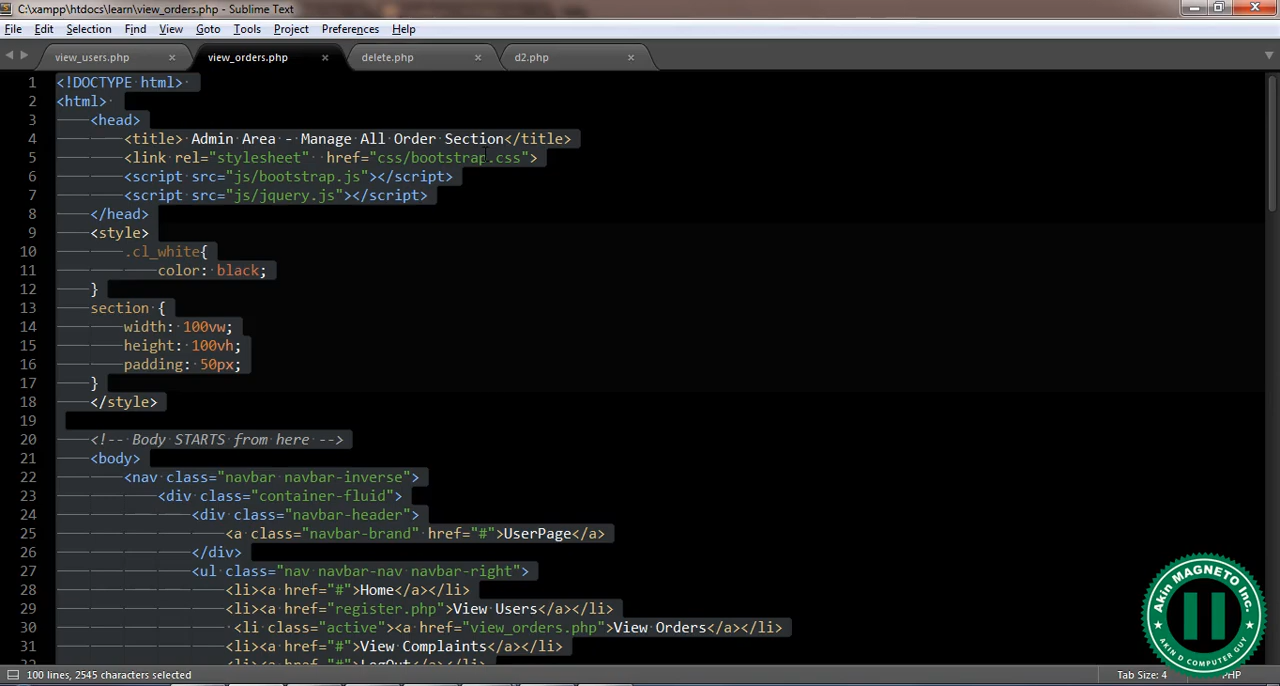 C:\xampp\htdocs\learn\view_orders.php - Sublime Text
File Edit Selection Find View Goto Tools Project Preferences Help
view_users.php × view_orders.php × delete.php × d2.php ×
1 <!DOCTYPE html>
2 <html>
3 <head>
4 <title> Admin Area - Manage All Order Section</title>
5 <link rel="stylesheet"  href="css/bootstrap.css">
6 <script src="js/bootstrap.js"></script>
7 <script src="js/jquery.js"></script>
8 </head>
9 <style>
10 .cl_white{
11 color: black;
12 }
13 section {
14 width: 100vw;
15 height: 100vh;
16 padding: 50px;
17 }
18 </style>
19
20 <!-- Body STARTS from here -->
21 <body>
22 <nav class="navbar navbar-inverse">
23 <div class="container-fluid">
24 <div class="navbar-header">
25 <a class="navbar-brand" href="#">UserPage</a>
26 </div>
27 <ul class="nav navbar-nav navbar-right">
28 <li><a href="#">Home</a></li>
29 <li><a href="register.php">View Users</a></li>
30 <li class="active"><a href="view_orders.php">View Orders</a></li>
31 <li><a href="#">View Complaints</a></li>
32 <li><a href="#">LogOut</a></li>
Akin MAGNETO Inc.
AKIN D COMPUTER GUY
100 lines, 2545 characters selected
Tab Size: 4 PHP